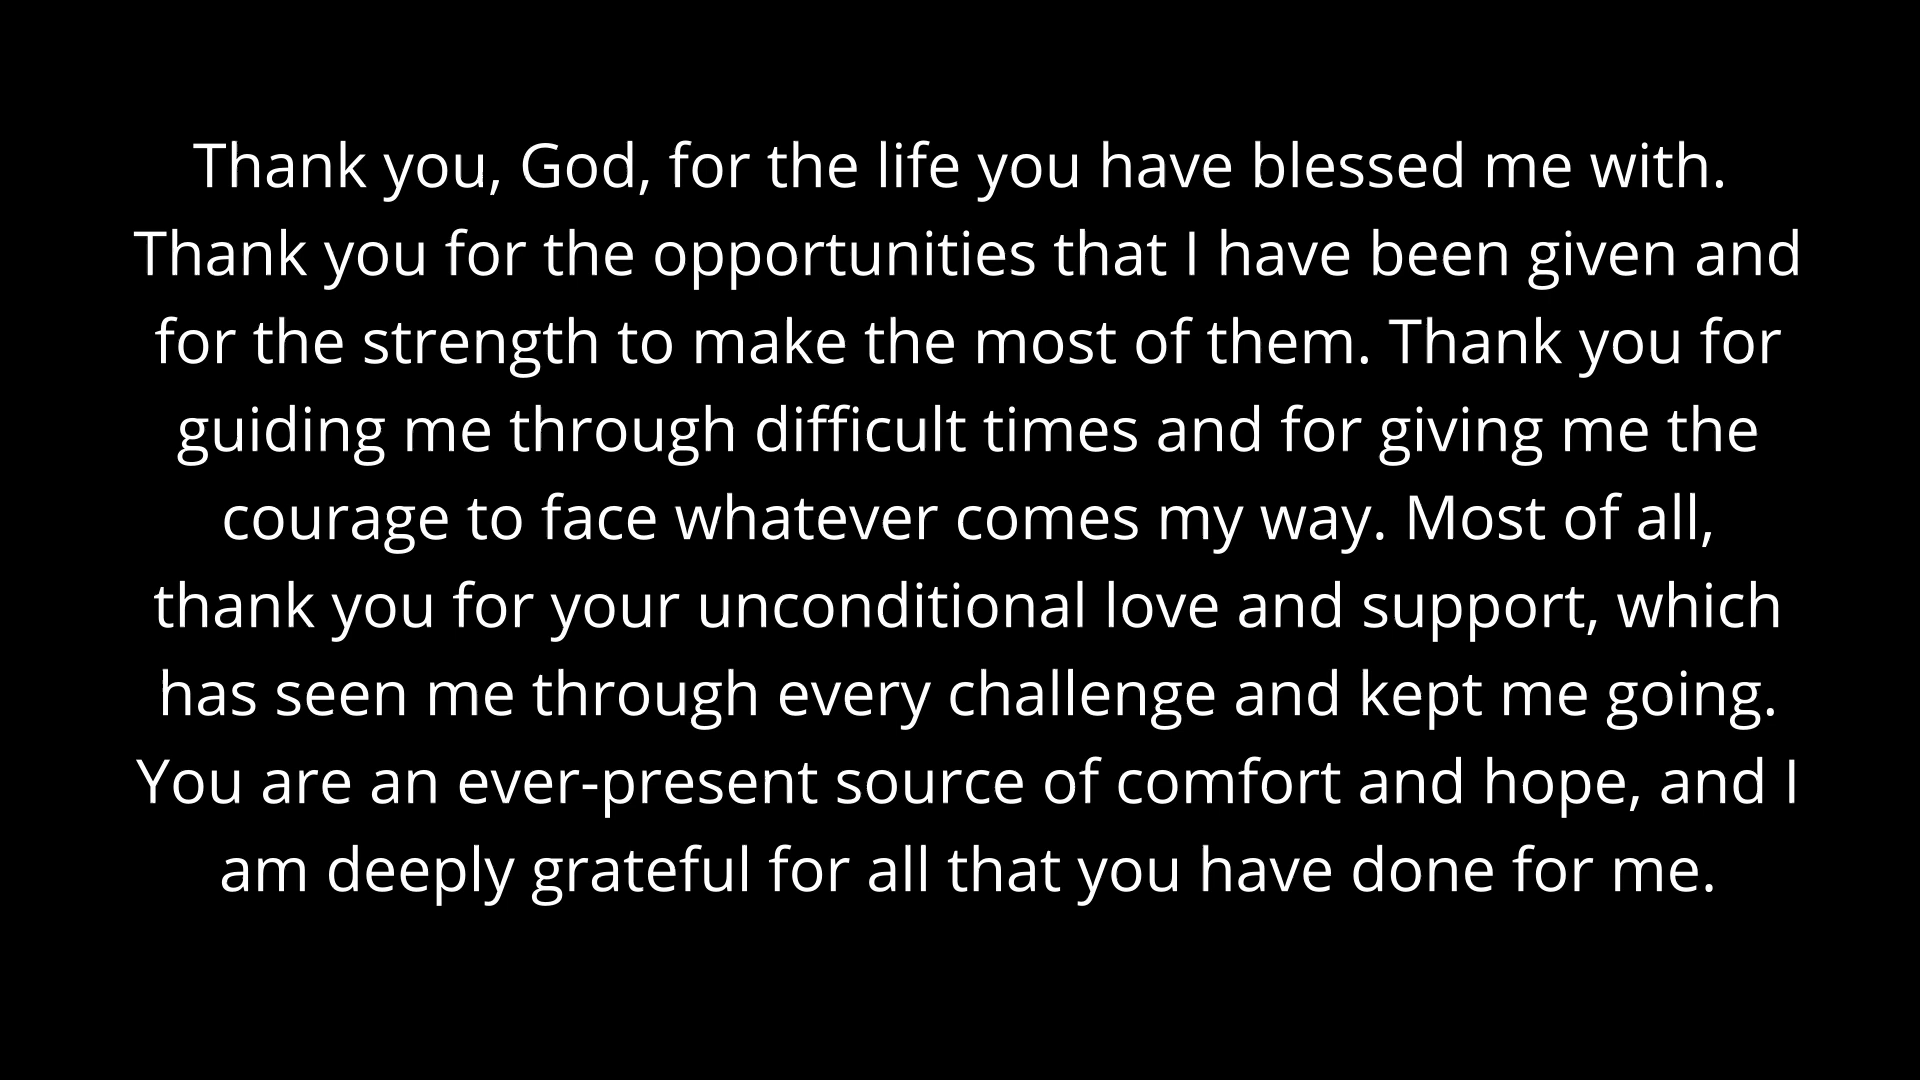 Thank you, God, for the life you have blessed me with.
Thank you for the opportunities that I have been given and
for the strength to make the most of them. Thank you for
guiding me through difficult times and for giving me the
courage to face whatever comes my way. Most of all,
thank you for your unconditional love and support, which
has seen me through every challenge and kept me going.
You are an ever-present source of comfort and hope, and I
am deeply grateful for all that you have done for me.